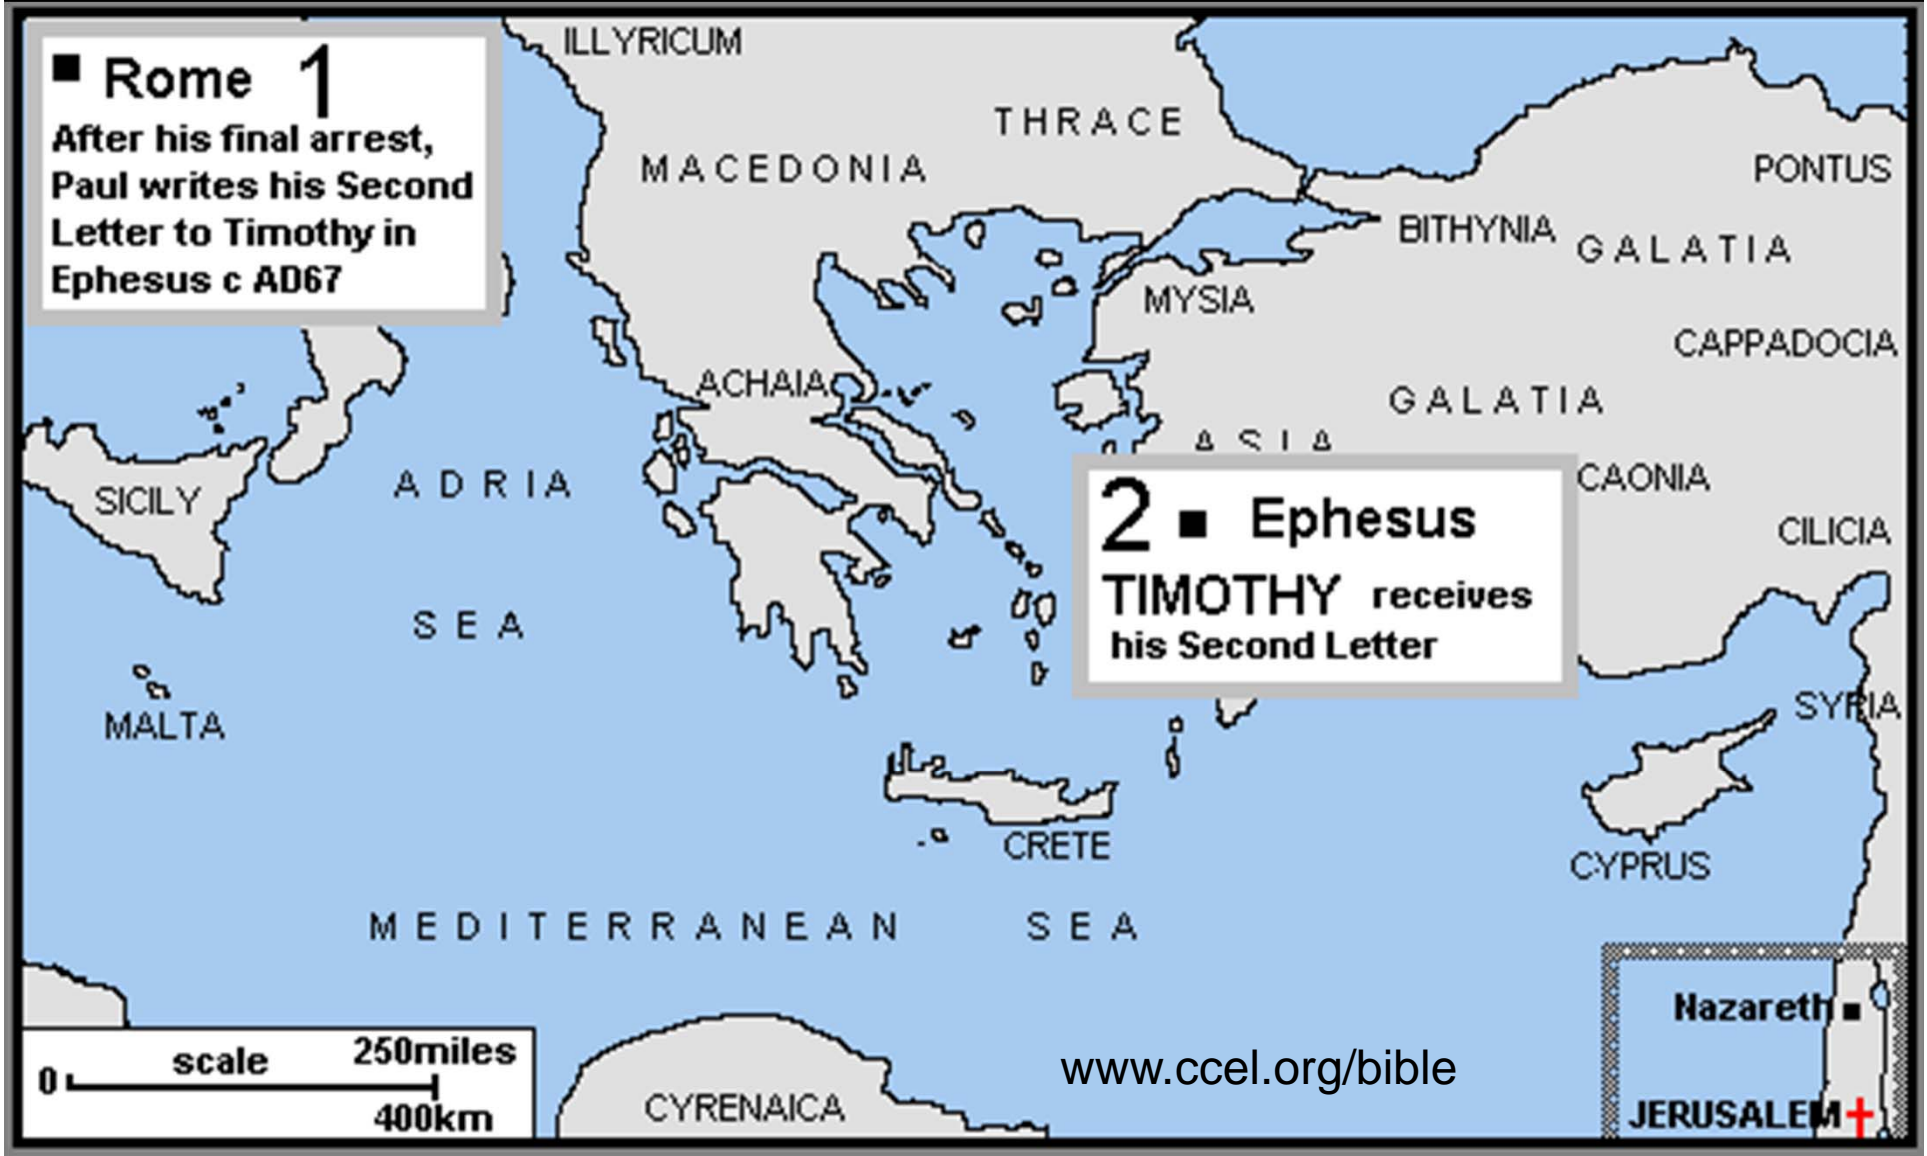 Rome 1
After his final arrest,
Paul writes his Second
Letter to Timothy in
Ephesus c AD67
ILLYRICUM
THRACE
MACEDONIA
PONTUS
BITHYNIA
GALATIA
MYSIA
CAPPADOCIA
ACHAIA
GALATIA
ASIA
CAONIA
ADRIA
SICILY
2 Ephesus
TIMOTHY receives
his Second Letter
CILICIA
SEA
SYRIA
MALTA
CRETE
CYPRUS
MEDITERRANEAN SEA
Nazareth
scale 250miles
0
400km
www.ccel.org/bible
CYRENAICA
JERUSALEM